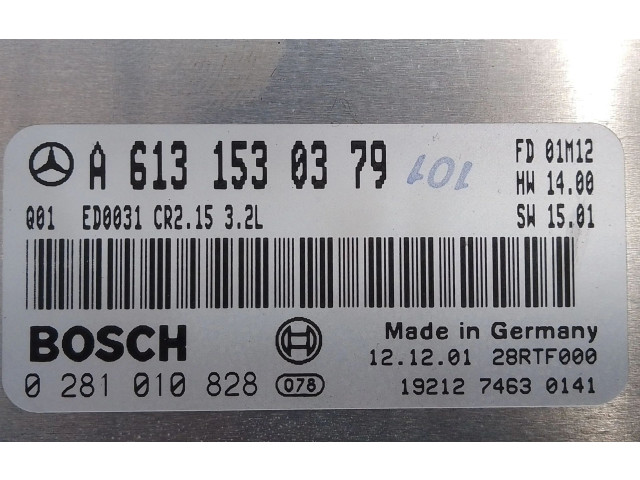 A 613 153 03 79 101 FD 01M12
HW 14.00
Q01 ED0031 CR2.15 3.2L SW 15.01
BOSCH Made in Germany
12.12.01 28RTF000
0 281 010 828 078 19212 7463 0141